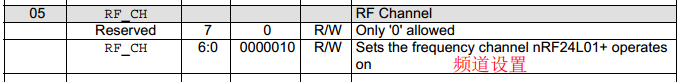 05 RF_CH RF Channel
Reserved 7 0 R/W Only '0' allowed
RF_CH 6:0 0000010 R/W Sets the frequency channel nRF24L01+ operates
on 频道设置